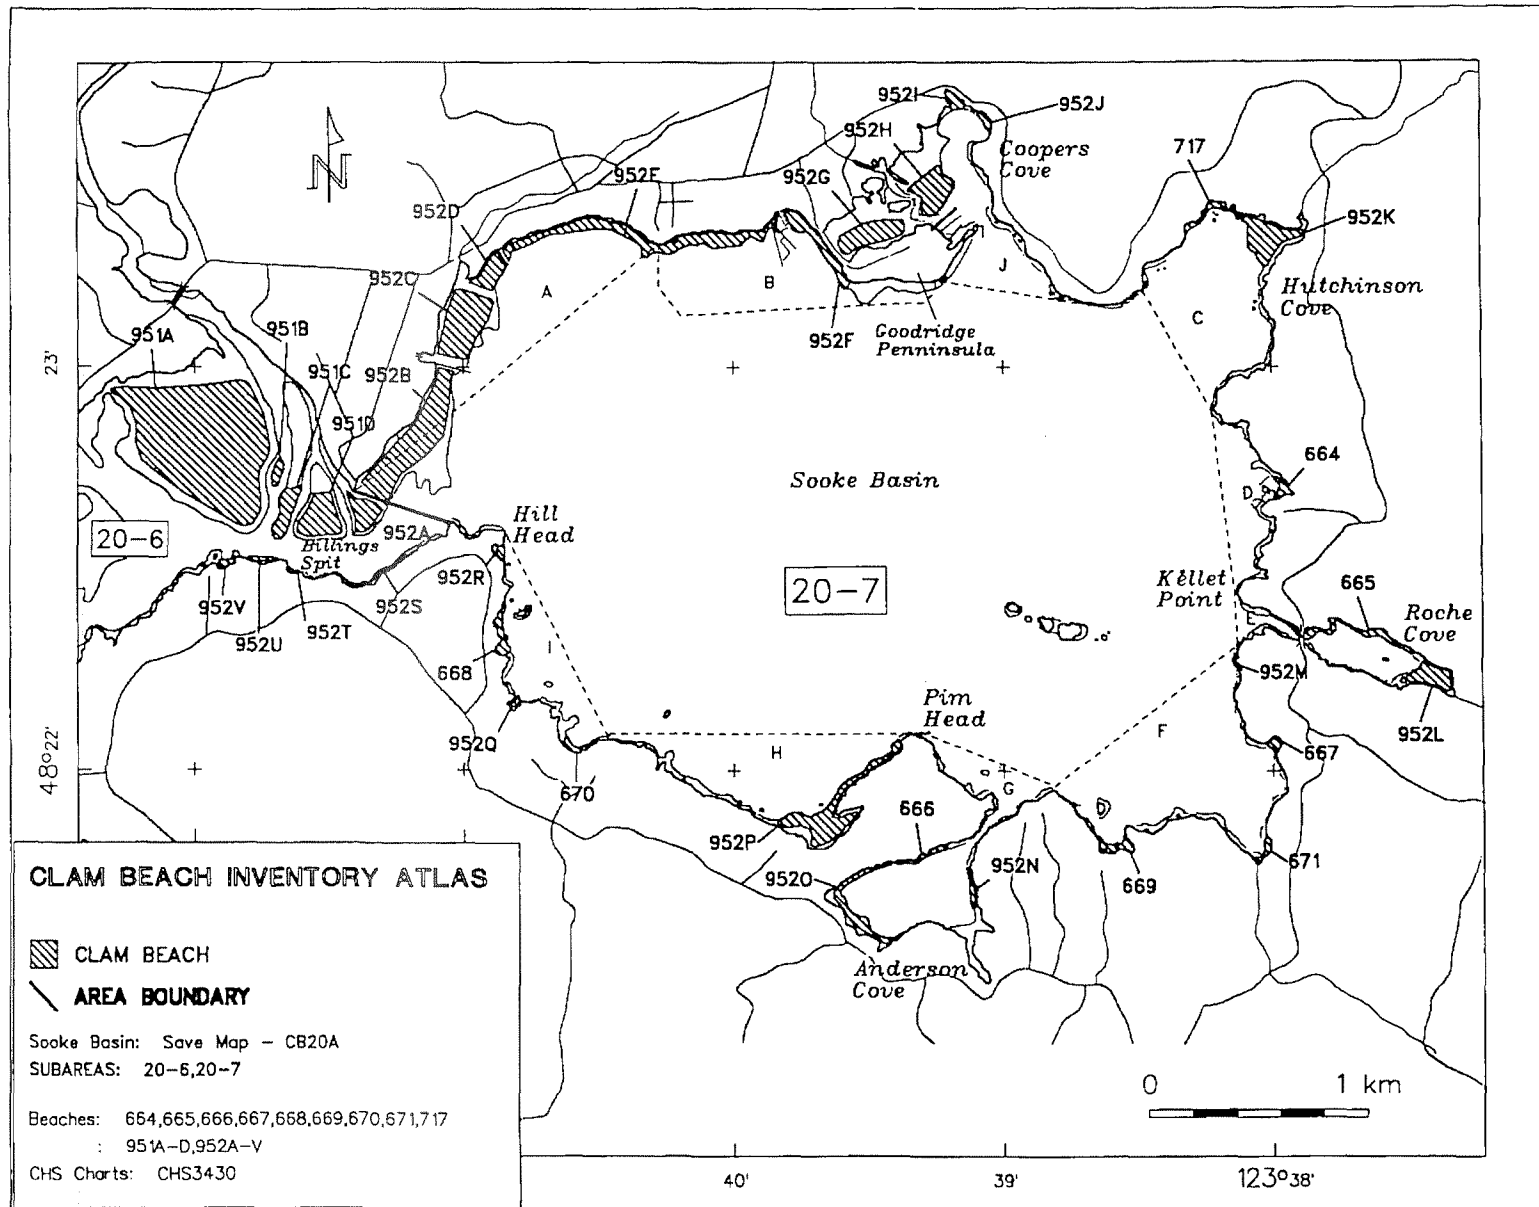 952I
952J
952H
Coopers
Cove
717
952E
952G
952D
952K
952C
A
B
J
C
Hutchinson
Cove
951A
951B
952F
Goodridge
Penninsula
23'
951C
952B
951D
664
Sooke Basin
D
Hill
Head
20-6
952A
Billings
Spit
952R
Kellet
Point
20-7
665
Roche
Cove
952V
952S
952T
952U
E
I
668
952M
Pim
Head
952L
952Q
H
F
667
48°22'
G
670
666
952P
952N
952O
669
671
Anderson
Cove
N
CLAM BEACH INVENTORY ATLAS
CLAM BEACH
AREA BOUNDARY
Sooke Basin: Save Map - CB20A
SUBAREAS: 20-6,20-7
Beaches: 664,665,666,667,668,669,670,671,717
: 951A-D,952A-V
CHS Charts: CHS3430
0 1 km
40' 39' 123°38'